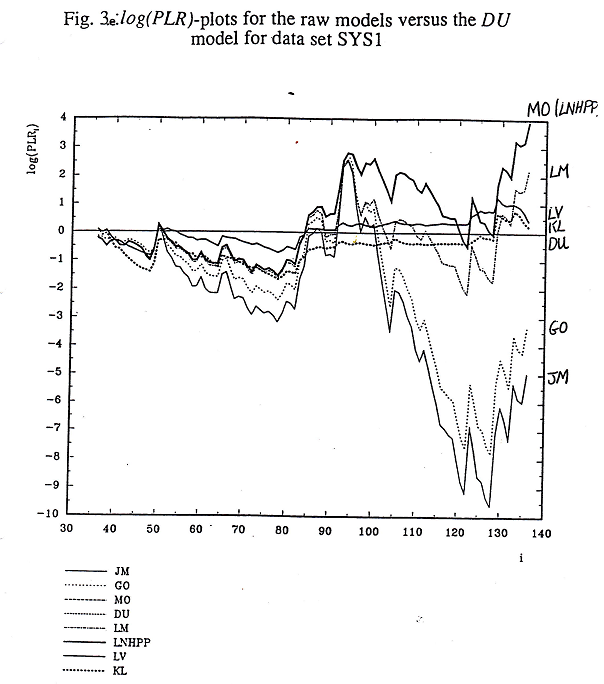 Fig. 3e: log(PLR)-plots for the raw models versus the DU
model for data set SYS1
MO (LNHPP)
log(PLRi)
4
3
2
1
0
-1
-2
-3
-4
-5
-6
-7
-8
-9
-10
LM
LV
KL
DU
GO
JM
30 40 50 60 70 80 90 100 110 120 130 140
i
JM
GO
MO
DU
LM
LNHPP
LV
KL